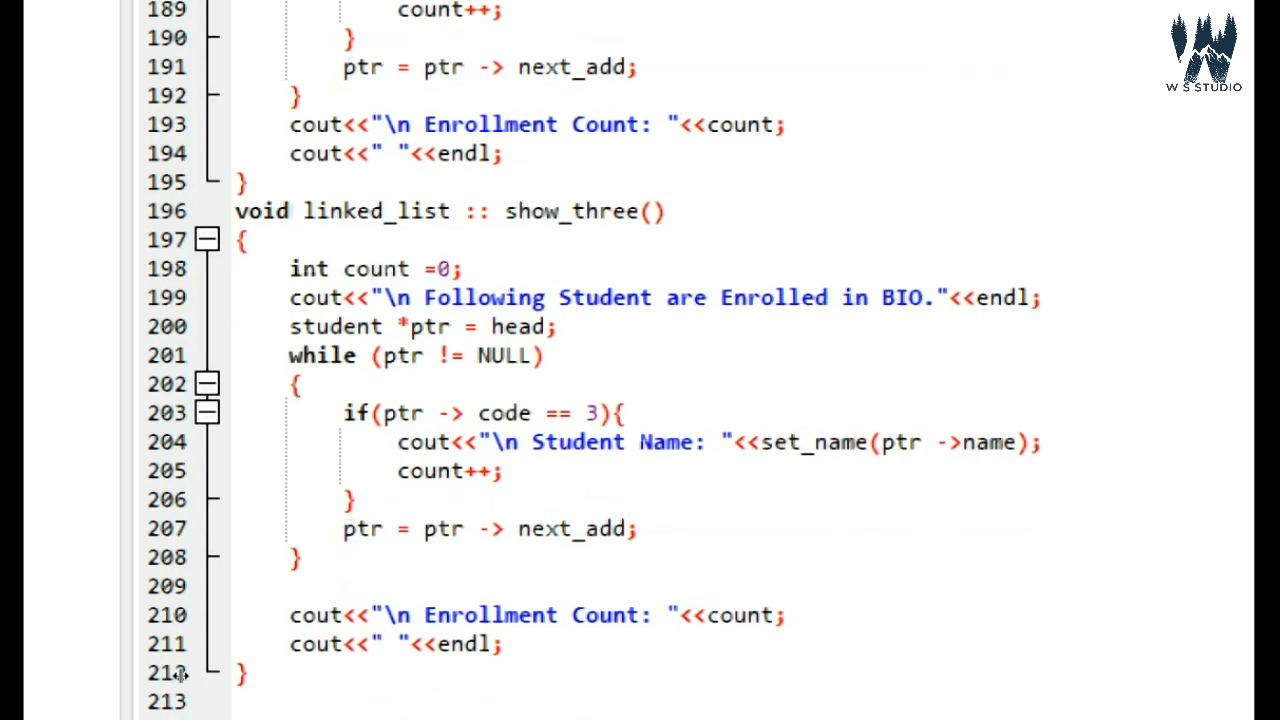 W S STUDIO
189 count++;
190 }
191 ptr = ptr -> next_add;
192 }
193 cout<<"\n Enrollment Count: "<<count;
194 cout<<" "<<endl;
195 }
196 void linked_list :: show_three()
197 {
198 int count =0;
199 cout<<"\n Following Student are Enrolled in BIO."<<endl;
200 student *ptr = head;
201 while (ptr != NULL)
202 {
203 if(ptr -> code == 3){
204 cout<<"\n Student Name: "<<set_name(ptr ->name);
205 count++;
206 }
207 ptr = ptr -> next_add;
208 }
209
210 cout<<"\n Enrollment Count: "<<count;
211 cout<<" "<<endl;
212 }
213